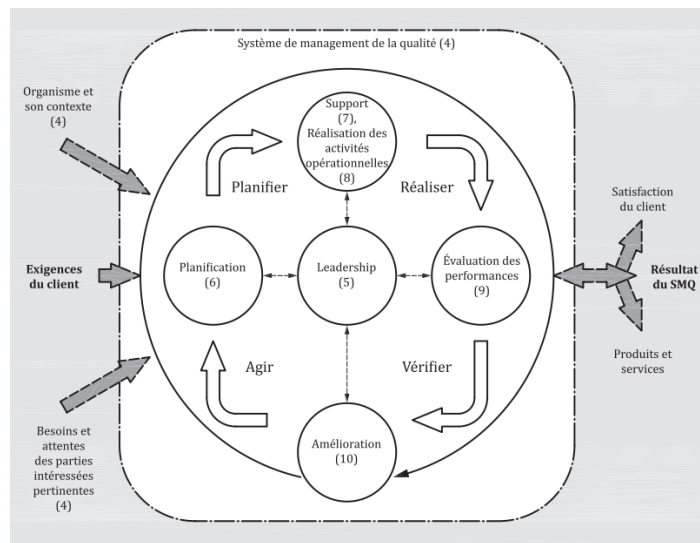 Système de management de la qualité (4)
Organisme et
son contexte
(4)
Support
(7),
Réalisation des
activités
opérationnelles
(8)
Planifier
Réaliser
Satisfaction
du client
Exigences
du client
Planification
(6)
Leadership
(5)
Évaluation des
performances
(9)
Résultat
du SMQ
Agir
Vérifier
Produits et
services
Besoins et
attentes
des parties
intéressées
pertinentes
(4)
Amélioration
(10)